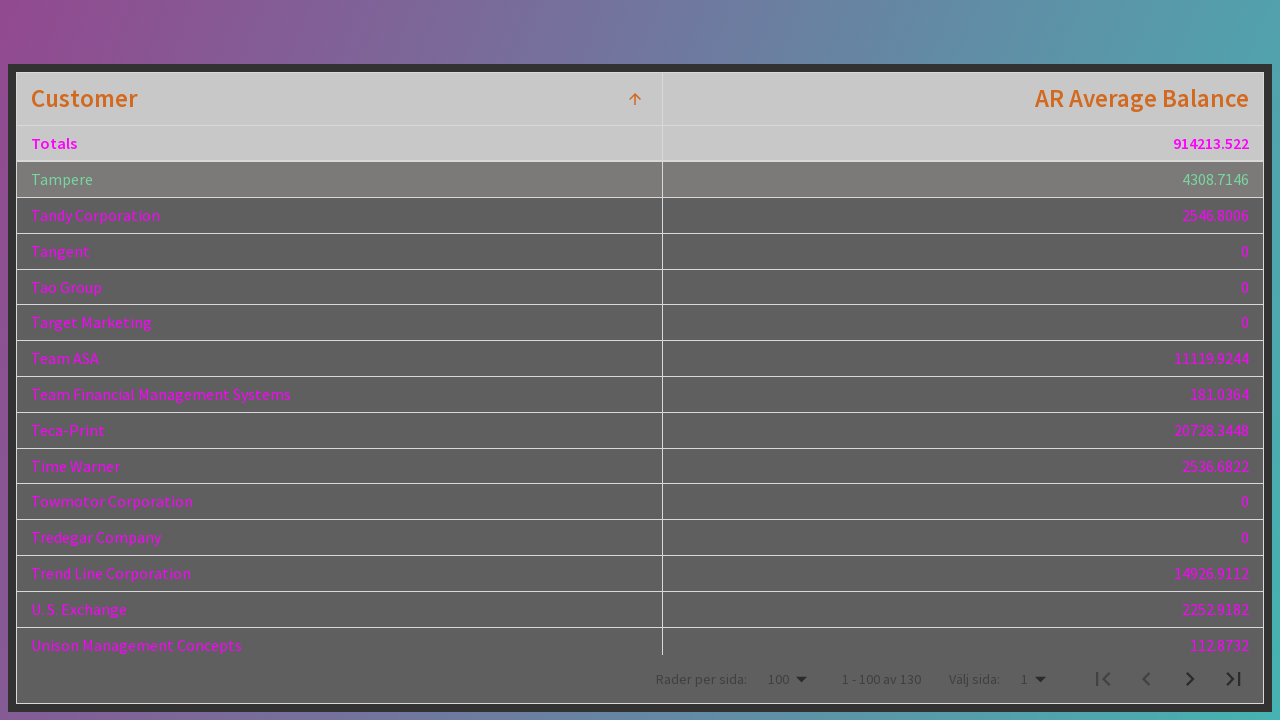 Customer AR Average Balance
Totals 914213.522
Tampere 4308.7146
Tandy Corporation 2546.8006
Tangent 0
Tao Group 0
Target Marketing 0
Team ASA 11119.9244
Team Financial Management Systems 181.0364
Teca-Print 20728.3448
Time Warner 2536.6822
Towmotor Corporation 0
Tredegar Company 0
Trend Line Corporation 14926.9112
U. S. Exchange 2252.9182
Unison Management Concepts 112.8732
Rader per sida: 100 1 - 100 av 130 Välj sida: 1